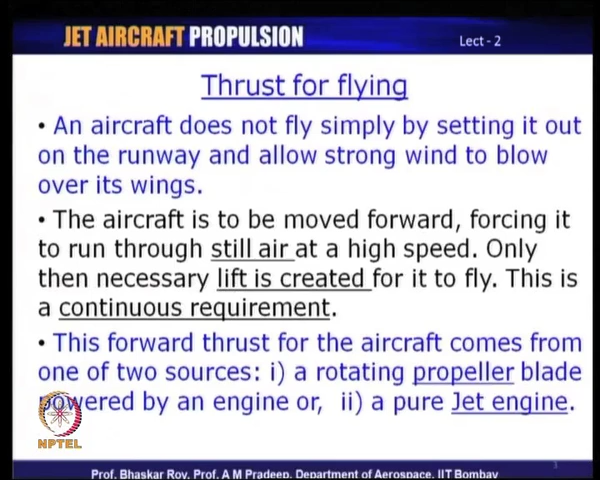 JET AIRCRAFT PROPULSION
Lect - 2
Thrust for flying
• An aircraft does not fly simply by setting it out
on the runway and allow strong wind to blow
over its wings.
• The aircraft is to be moved forward, forcing it
to run through still air at a high speed. Only
then necessary lift is created for it to fly. This is
a continuous requirement.
• This forward thrust for the aircraft comes from
one of two sources: i) a rotating propeller blade
powered by an engine or, ii) a pure Jet engine.
NPTEL
3
Prof. Bhaskar Roy, Prof. A M Pradeep, Department of Aerospace, IIT Bombay